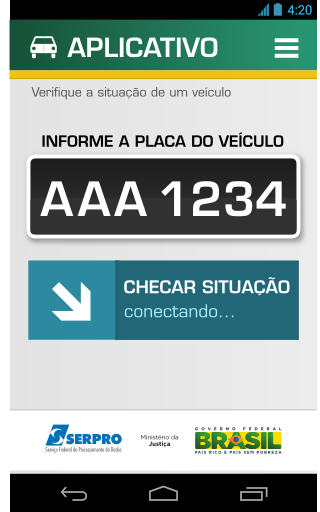 4:20
APLICATIVO
Verifique a situação de um veículo
INFORME A PLACA DO VEÍCULO
AAA 1234
CHECAR SITUAÇÃO
conectando...
SERPRO
Serviço Federal de Processamento de Dados
Ministério da
Justiça
GOVERNO FEDERAL
BRASIL
PAÍS RICO É PAÍS SEM POBREZA